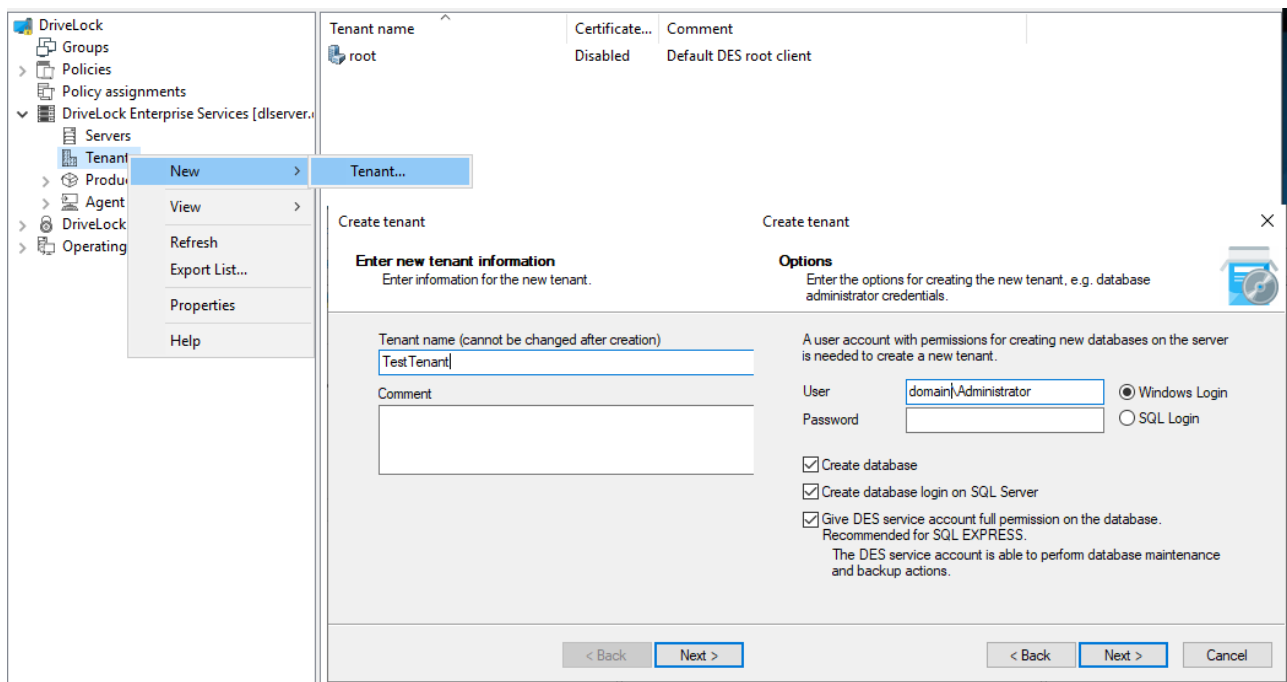 DriveLock
Groups
Policies
Policy assignments
DriveLock Enterprise Services [dlserver.
Servers
Tenant
Produ
Agent
DriveLock
Operating
New
Tenant...
View
Refresh
Export List...
Properties
Help
Tenant name Certificate... Comment
root Disabled Default DES root client
Create tenant
Enter new tenant information
Enter information for the new tenant.
Tenant name (cannot be changed after creation)
TestTenant
Comment
< Back Next >
Create tenant
Options
Enter the options for creating the new tenant, e.g. database
administrator credentials.
A user account with permissions for creating new databases on the server
is needed to create a new tenant.
User domain\Administrator Windows Login
Password SQL Login
Create database
Create database login on SQL Server
Give DES service account full permission on the database.
Recommended for SQL EXPRESS.
The DES service account is able to perform database maintenance
and backup actions.
< Back Next > Cancel